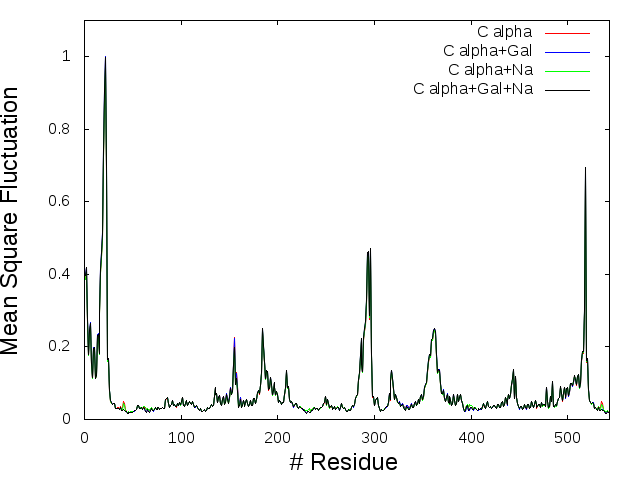 C alpha
C alpha+Gal
C alpha+Na
C alpha+Gal+Na
1
0.8
0.6
0.4
0.2
0
Mean Square Fluctuation
0 100 200 300 400 500
# Residue